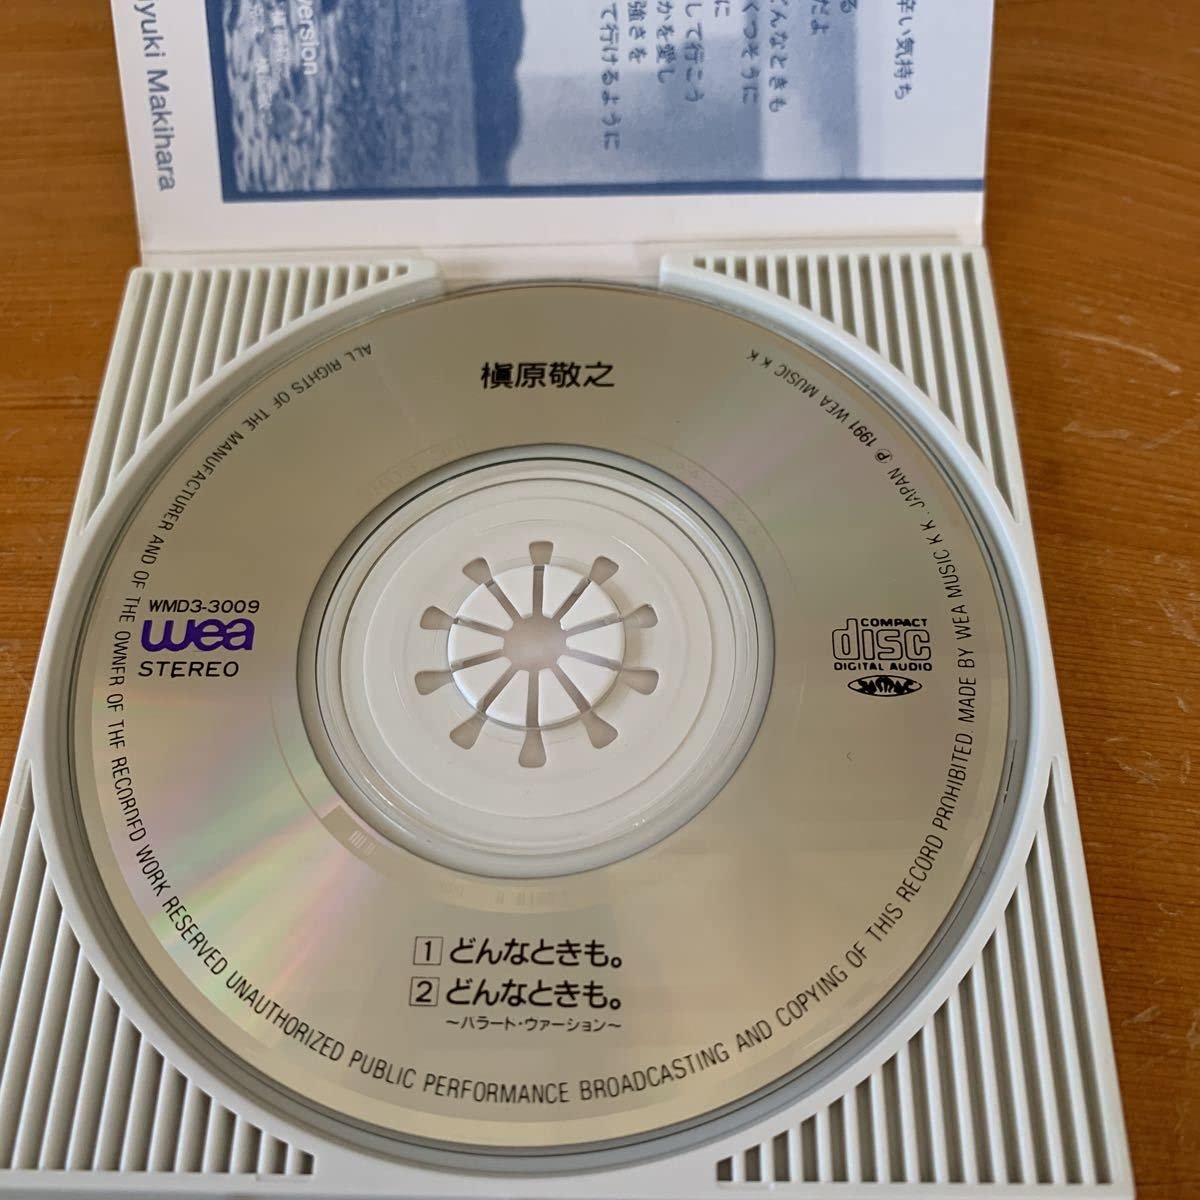 yuki Makihara
version
辛い気持ち
る
だよ
どんなときも
くつそうに
に
して行こう
かを愛し
強さを
て行けるように
槇原敬之
WMD3-3009
wea
STEREO
COMPACT
disc
DIGITAL AUDIO
1 どんなときも。
2 どんなときも。
~バラード・ヴァージョン~
ALL RIGHTS OF THE MANUFACTURER AND OF THE OWNER OF THE RECORDED WORK RESERVED UNAUTHORIZED PUBLIC PERFORMANCE BROADCASTING AND COPYING OF THIS RECORD PROHIBITED. MADE BY WEA MUSIC K K . JAPAN Ⓟ 1991 WEA MUSIC K K